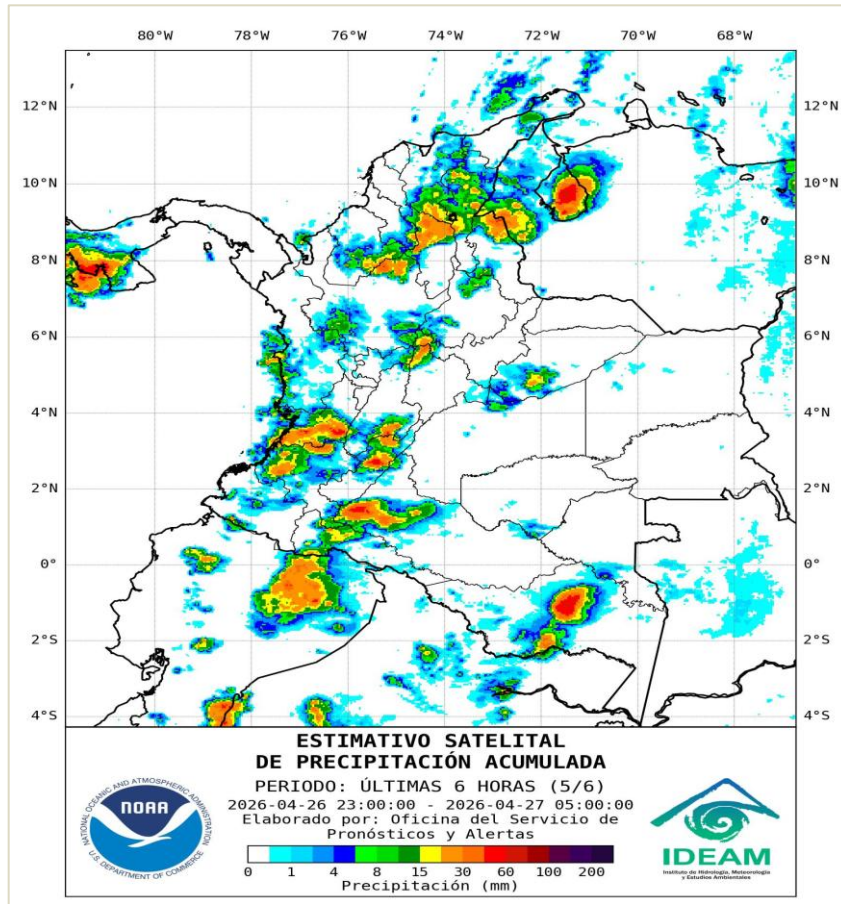 80°W 78°W 76°W 74°W 72°W 70°W 68°W
12°N 12°N
10°N 10°N
8°N 8°N
6°N 6°N
4°N 4°N
2°N 2°N
0° 0°
2°S 2°S
4°S 4°S
ESTIMATIVO SATELITAL
DE PRECIPITACIÓN ACUMULADA
PERIODO: ÚLTIMAS 6 HORAS (5/6)
2026-04-26 23:00:00 - 2026-04-27 05:00:00
Elaborado por: Oficina del Servicio de
Pronósticos y Alertas
0 1 4 8 15 30 60 100 200
Precipitación (mm)
NATIONAL OCEANIC AND ATMOSPHERIC ADMINISTRATION
NOAA
U.S. DEPARTMENT OF COMMERCE
IDEAM
Instituto de Hidrología, Meteorología
y Estudios Ambientales